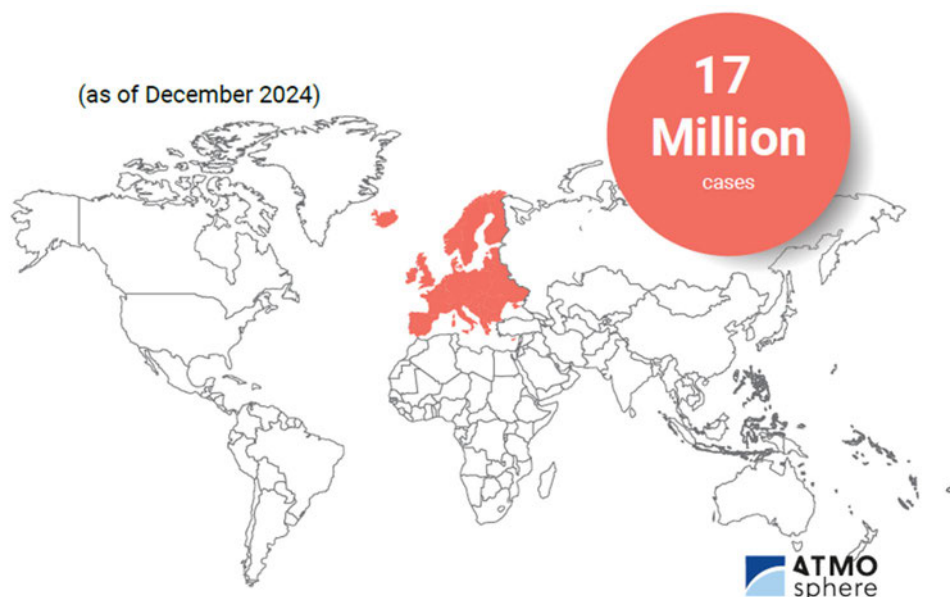 17
Million
cases
(as of December 2024)
ATMO
sphere